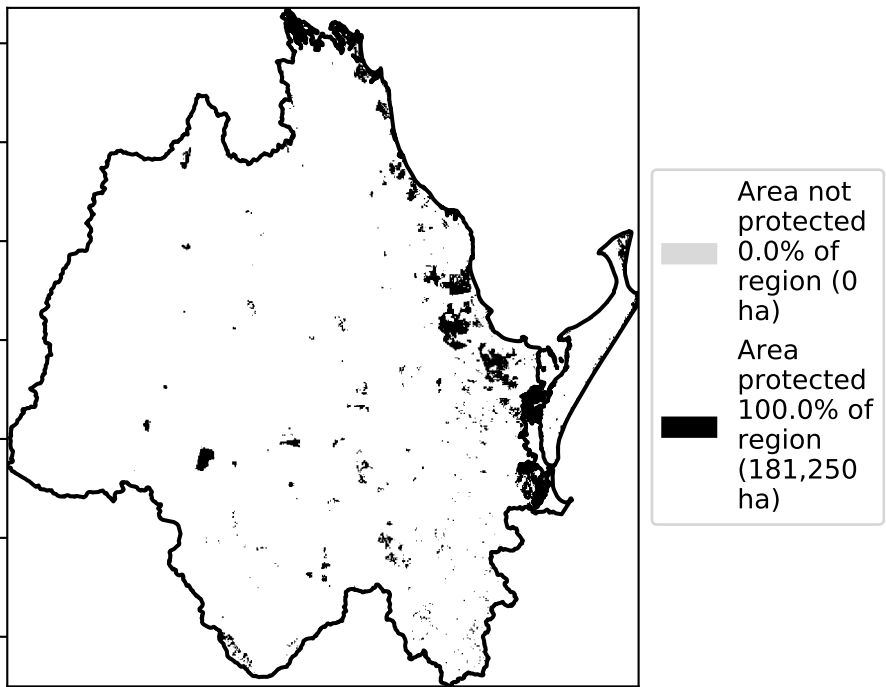 Area not
protected
0.0% of
region (0
ha)
Area
protected
100.0% of
region
(181,250
ha)